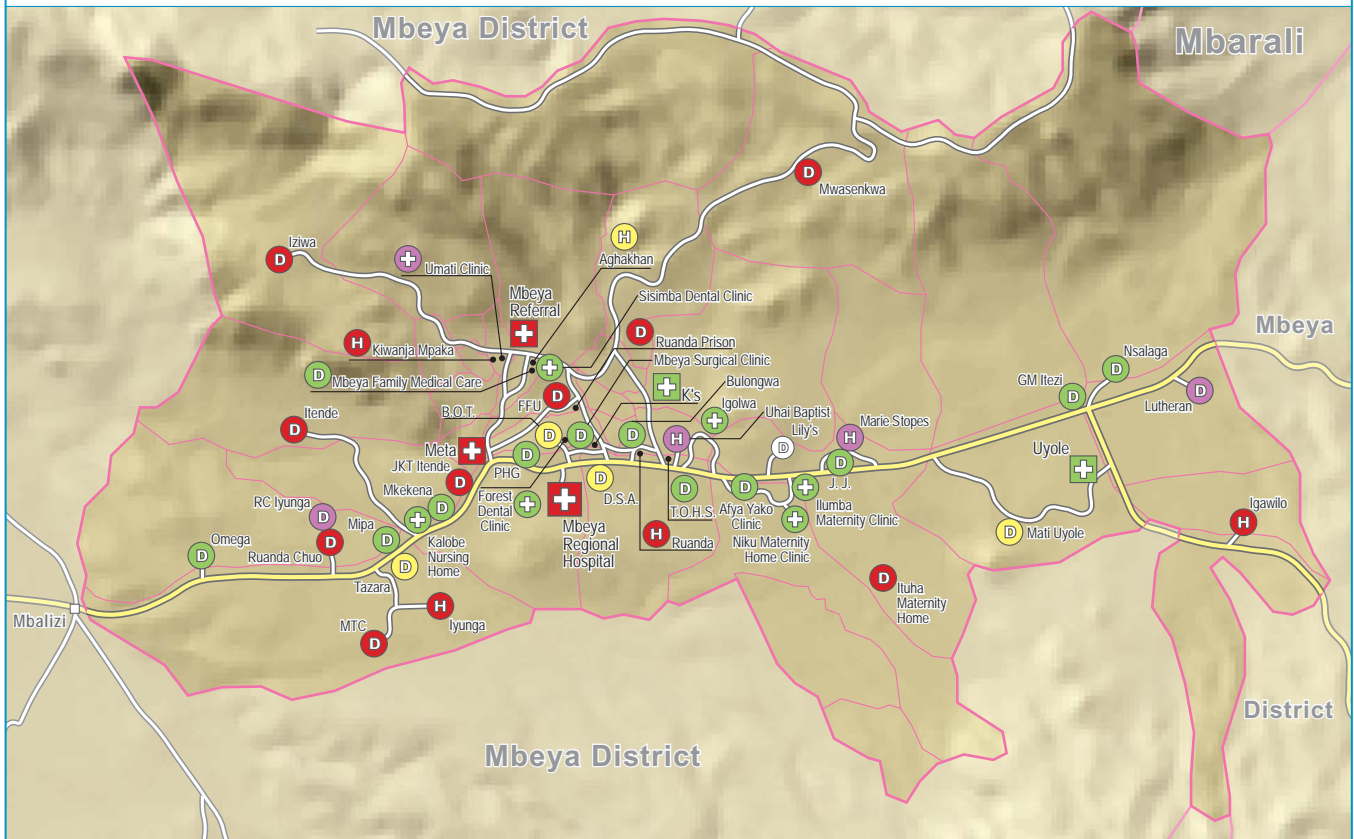 Mbeya District
Mbarali
D
Mwasenkwa
H
Aghakhan
D
Iziwa
Umati Clinic
Mbeya
Referral
Sisimba Dental Clinic
D
Ruanda Prison
H
Kiwanja Mpaka
Mbeya Surgical Clinic
D
Mbeya Family Medical Care
Bulongwa
K's
FFU
D
B.O.T.
Igolwa
Uhai Baptist
Lily's
D
Marie Stopes
H
Nsalaga
D
GM Itezi
D
Lutheran
D
Mbeya
Itende
D
Meta
JKT Itende
D
PHG
D
D
D
D
H
D
D.S.A.
D
T.O.H.S.
Afya Yako
Clinic
D
J. J.
D
Uyole
Mkekena
D
Forest
Dental
Clinic
Mbeya
Regional
Hospital
H
Ruanda
Niku Maternity
Home Clinic
Ilumba
Maternity Clinic
D
Mati Uyole
Igawilo
H
RC Iyunga
D
Mipa
D
Kalobe
Nursing
Home
Omega
D
Ruanda Chuo
D
Tazara
D
D
Ituha
Maternity
Home
MTC
D
H
Iyunga
Mbalizi
District
Mbeya District